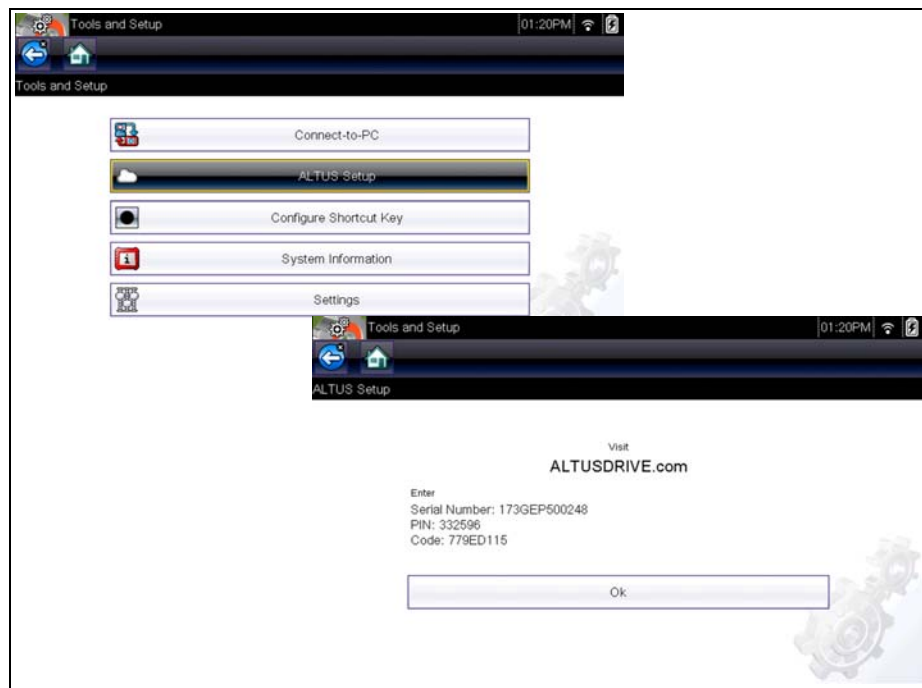 Tools and Setup 01:20PM
Tools and Setup
Connect-to-PC
ALTUS Setup
Configure Shortcut Key
System Information
Settings
Tools and Setup 01:20PM
ALTUS Setup
Visit
ALTUSDRIVE.com
Enter
Serial Number: 173GEP500248
PIN: 332596
Code: 779ED115
Ok